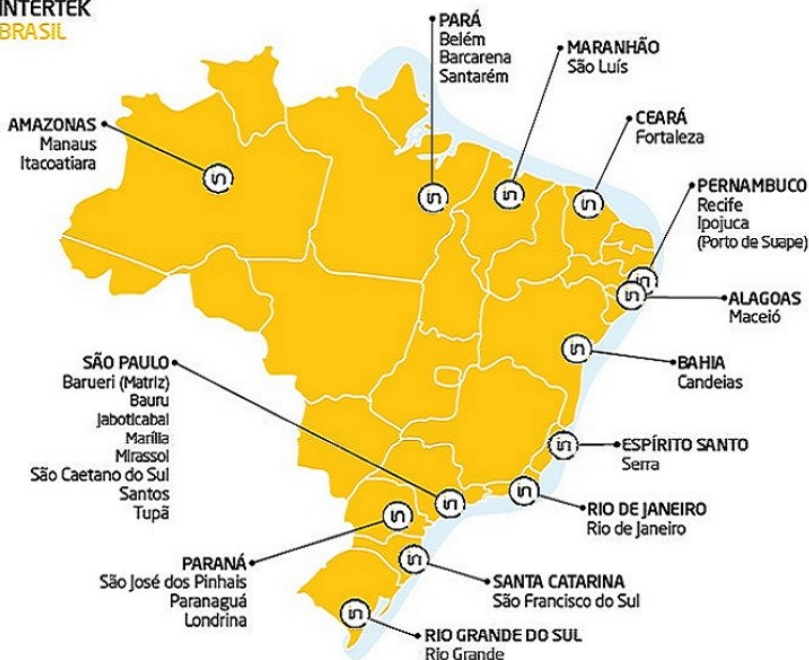 INTERTEK
BRASIL
PARÁ
Belém
Barcarena
Santarém
MARANHÃO
São Luís
CEARÁ
Fortaleza
AMAZONAS
Manaus
Itacoatiara
PERNAMBUCO
Recife
Ipojuca
(Porto de Suape)
ALAGOAS
Maceió
BAHIA
Candeias
SÃO PAULO
Barueri (Matriz)
Bauru
Jaboticabal
Marília
Mirassol
São Caetano do Sul
Santos
Tupã
ESPÍRITO SANTO
Serra
RIO DE JANEIRO
Rio de Janeiro
PARANÁ
São José dos Pinhais
Paranaguá
Londrina
SANTA CATARINA
São Francisco do Sul
RIO GRANDE DO SUL
Rio Grande